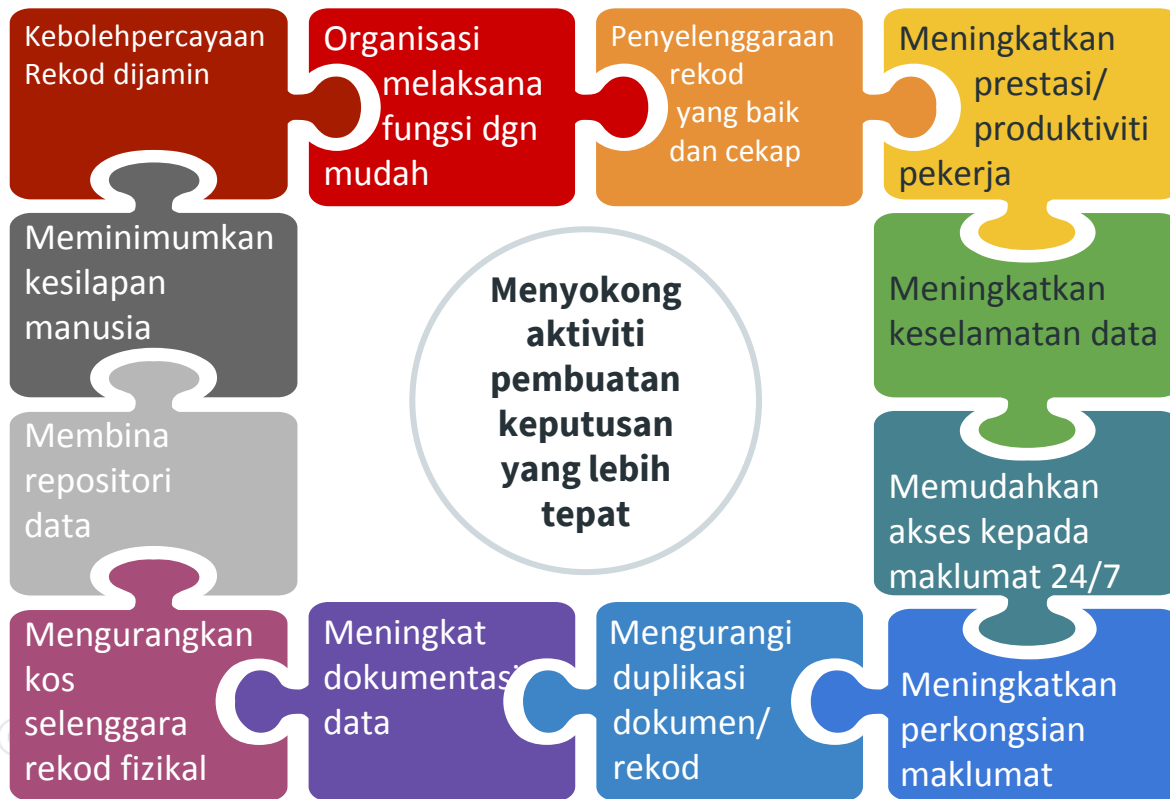 Kebolehpercayaan
Rekod dijamin
Organisasi
melaksana
fungsi dgn
mudah
Penyelenggaraan
rekod
yang baik
dan cekap
Meningkatkan
prestasi/
produktiviti
pekerja
Meminimumkan
kesilapan
manusia
Menyokong
aktiviti
pembuatan
keputusan
yang lebih
tepat
Meningkatkan
keselamatan data
Membina
repositori
data
Memudahkan
akses kepada
maklumat 24/7
Mengurangkan
kos
selenggara
rekod fizikal
Meningkat
dokumentasi
data
Mengurangi
duplikasi
dokumen/
rekod
Meningkatkan
perkongsian
maklumat